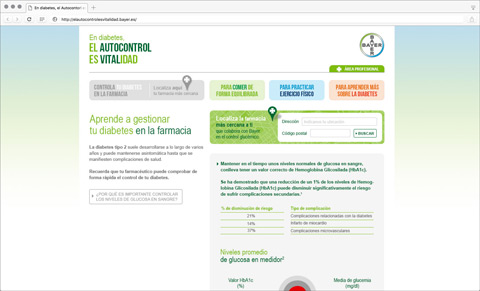 En diabetes, el Autocontrol
http://elautocontrolesvitalidad.bayer.es/
En diabetes,
EL AUTOCONTROL
ES VITALIDAD
BAYER
ÁREA PROFESIONAL
CONTROLA TU DIABETES
EN LA FARMACIA
Localiza aquí
tu farmacia más cercana
PARA COMER DE
FORMA EQUILIBRADA
PARA PRACTICAR
EJERCICIO FÍSICO
PARA APRENDER MÁS
SOBRE LA DIABETES
Aprende a gestionar
tu diabetes en la farmacia
La diabetes tipo 2 suele desarrollarse a lo largo de varios
años y puede mantenerse asintomática hasta que se
manifiesten complicaciones de salud.
Recuerda que tu farmacéutico puede comprobar de
forma rápida el control de tu diabetes.
¿POR QUÉ ES IMPORTANTE CONTROLAR
LOS NIVELES DE GLUCOSA EN SANGRE?
Localiza la farmacia
más cercana a ti
que colabora con Bayer
en el control glucémico.
Dirección
Código postal
BUSCAR
Mantener en el tiempo unos niveles normales de glucosa en sangre,
conlleva tener un valor correcto de Hemoglobina Glicosilada (HbA1c).
Se ha demostrado que una reducción de un 1% de los niveles de Hemog-
lobina Glicosilada (HbA1c) puede disminuir significativamente el riesgo
de sufrir complicaciones secundarias.¹
% de disminución de riesgo
Tipo de complicación
21%
Complicaciones relacionadas con la diabetes
14%
Infarto de miocardio
37%
Complicaciones microvasculares
Niveles promedio
de glucosa en medidor²
Valor HbA1c
(%)
Media de glucemia
(mg/dl)